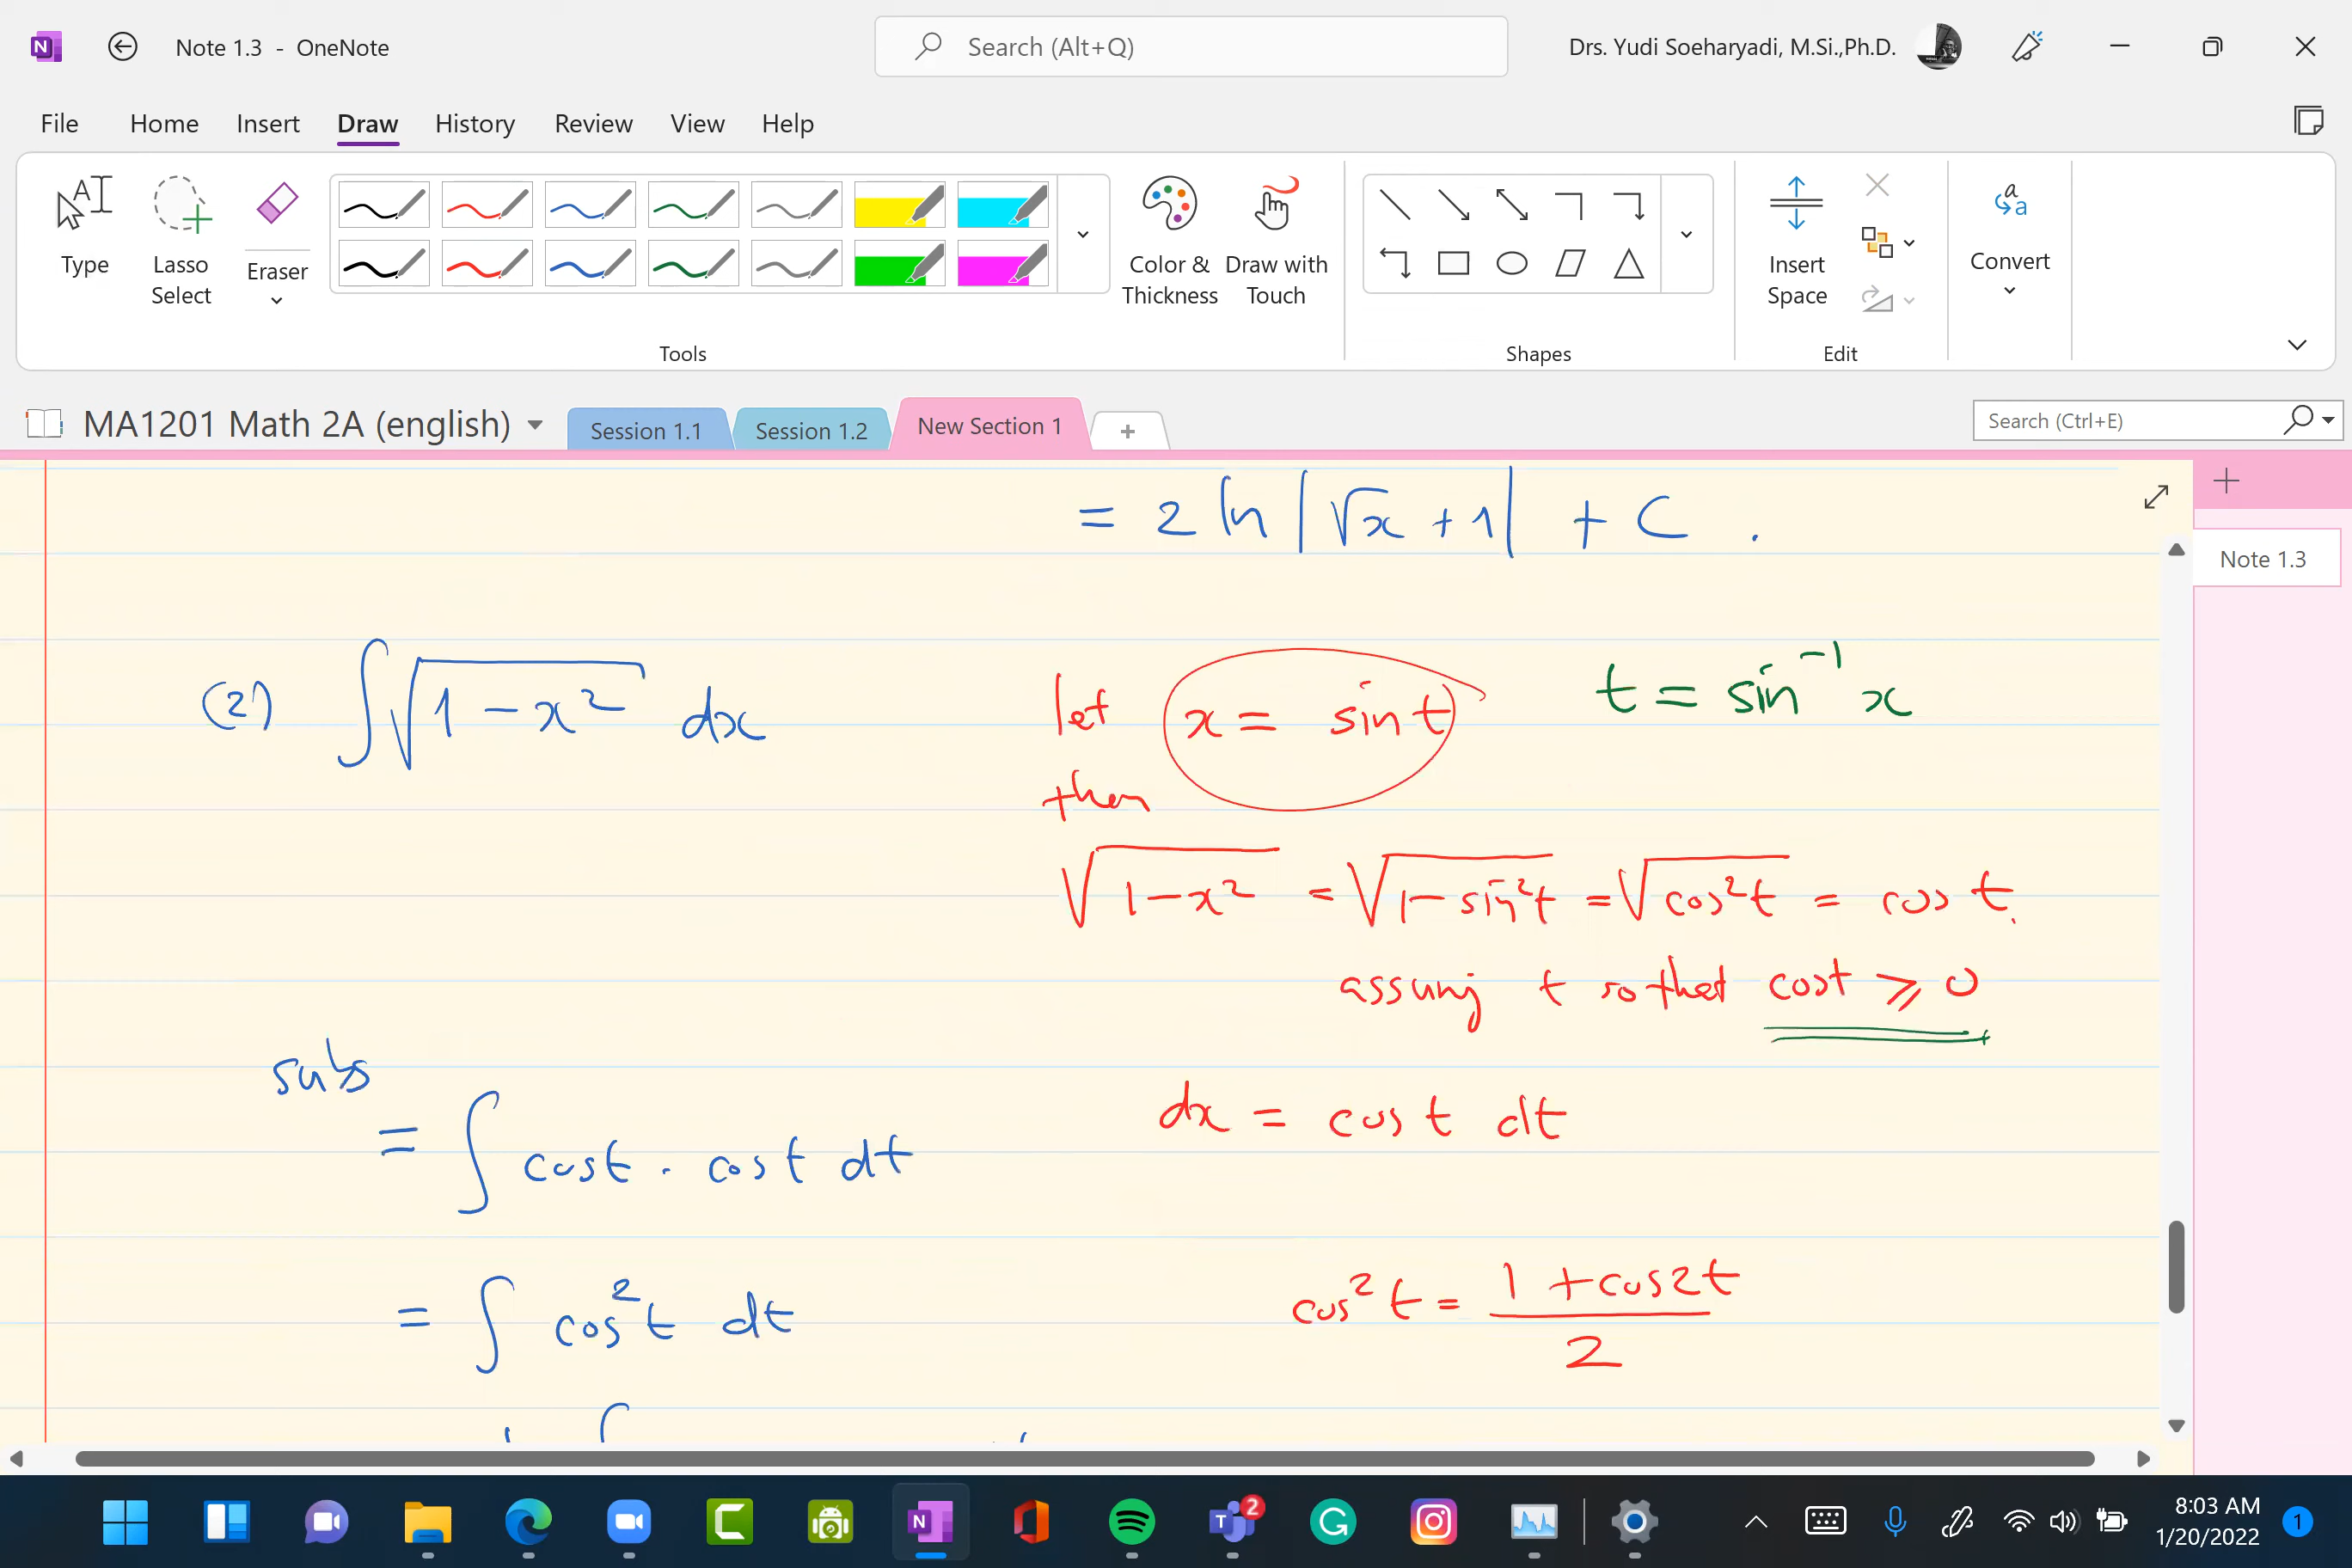 Note 1.3 - OneNote
Search (Alt+Q)
Drs. Yudi Soeharyadi, M.Si.,Ph.D.
File Home Insert Draw History Review View Help
Type
Lasso Select
Eraser
Color & Thickness
Draw with Touch
Insert Space
Convert
Tools
Shapes
Edit
MA1201 Math 2A (english)
Session 1.1
Session 1.2
New Section 1
Search (Ctrl+E)
Note 1.3
= 2 ln |√x + 1| + C .
(2) ∫ √(1 - x²) dx
let x = sin t t = sin⁻¹ x
then
√(1-x²) = √(1-sin²t) = √(cos²t) = cos t.
assumg t so that cos t ⩾ 0
subs
= ∫ cos t . cos t dt
dx = cos t dt
= ∫ cos² t dt
cos² t = (1 + cos 2t)/2
8:03 AM
1/20/2022
2
1